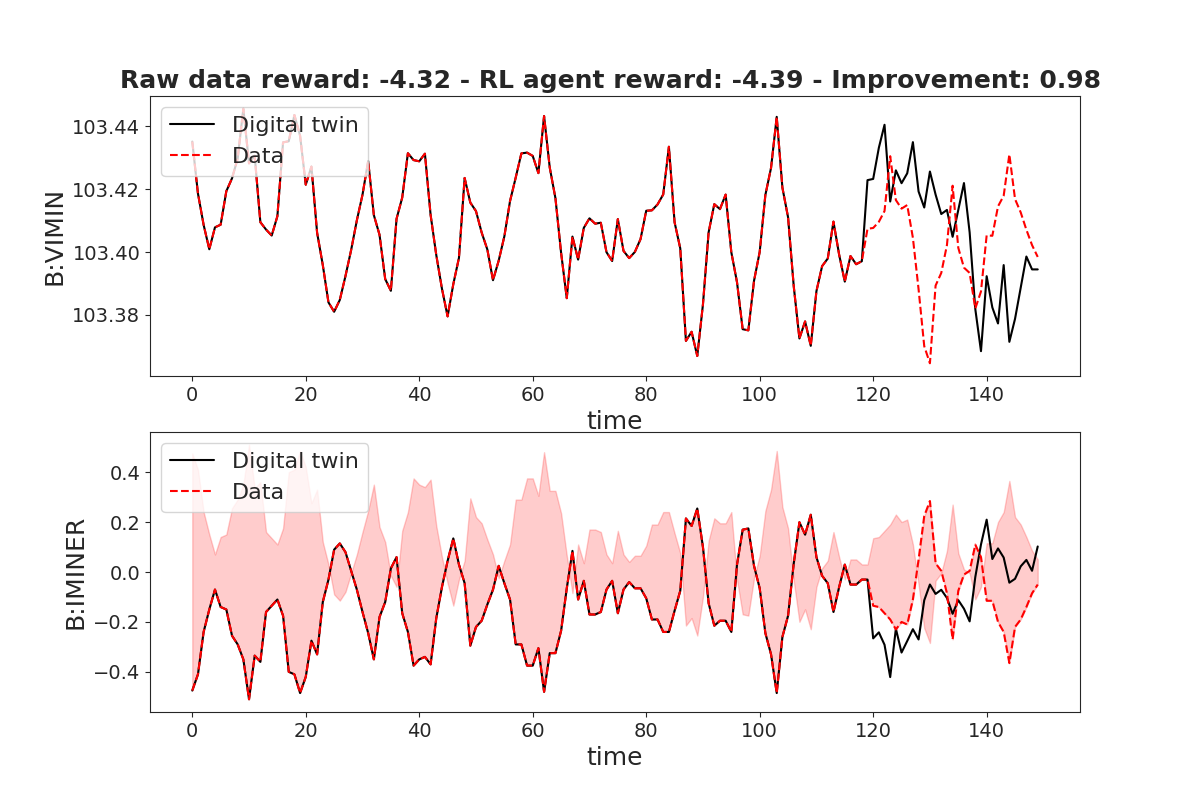 Raw data reward: -4.32 - RL agent reward: -4.39 - Improvement: 0.98
103.44
103.42
103.40
103.38
B:VIMIN
Digital twin
Data
0 20 40 60 80 100 120 140
time
0.4
0.2
0.0
−0.2
−0.4
B:IMINER
Digital twin
Data
0 20 40 60 80 100 120 140
time